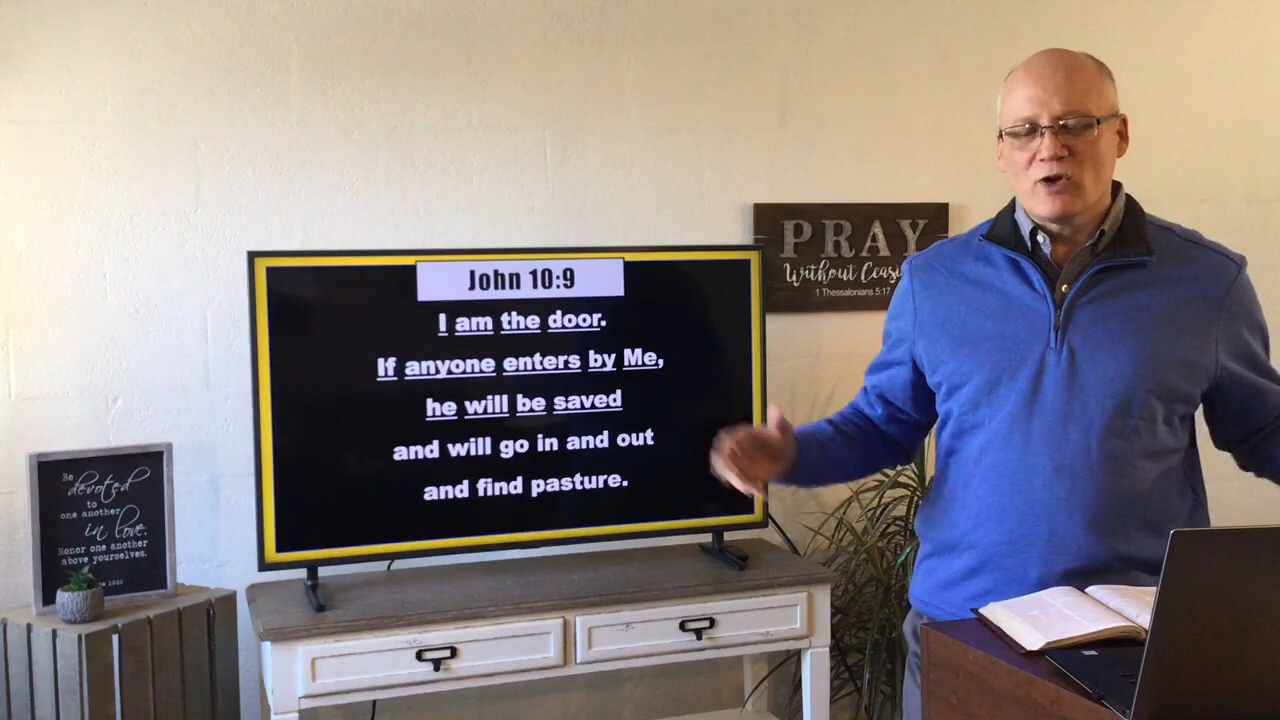 John 10:9
I am the door.
If anyone enters by Me,
he will be saved
and will go in and out
and find pasture.
PRAY
Without
1 Thessalonians 5:17
Be
devoted
to
one another
in love.
Honor one another
above yourselves.